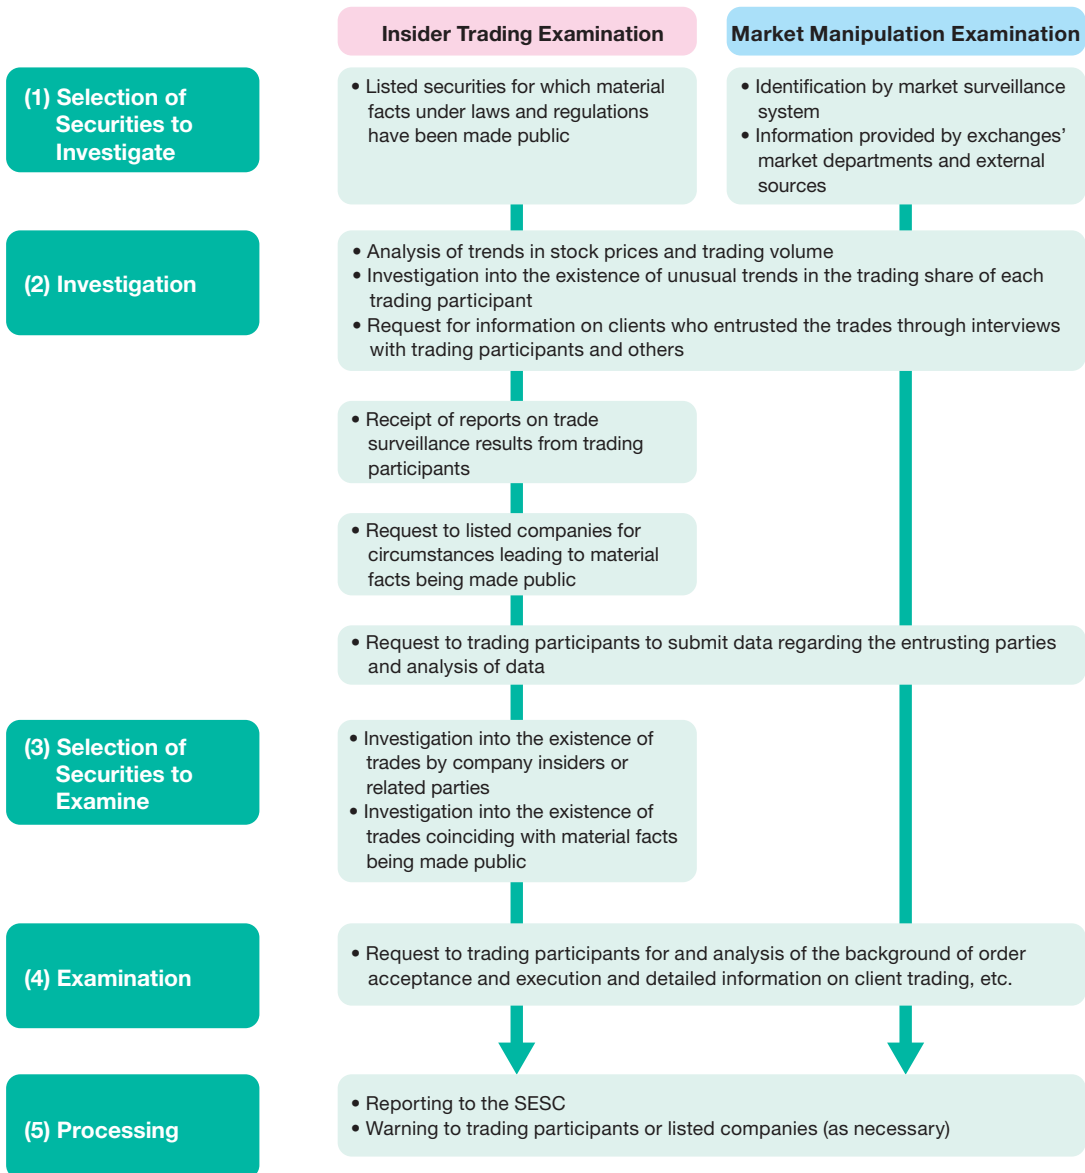 Insider Trading Examination
Market Manipulation Examination
(1) Selection of
Securities to
Investigate
• Listed securities for which material
facts under laws and regulations
have been made public
• Identification by market surveillance
system
• Information provided by exchanges’
market departments and external
sources
(2) Investigation
• Analysis of trends in stock prices and trading volume
• Investigation into the existence of unusual trends in the trading share of each
trading participant
• Request for information on clients who entrusted the trades through interviews
with trading participants and others
• Receipt of reports on trade
surveillance results from trading
participants
• Request to listed companies for
circumstances leading to material
facts being made public
• Request to trading participants to submit data regarding the entrusting parties
and analysis of data
(3) Selection of
Securities to
Examine
• Investigation into the existence of
trades by company insiders or
related parties
• Investigation into the existence of
trades coinciding with material facts
being made public
(4) Examination
• Request to trading participants for and analysis of the background of order
acceptance and execution and detailed information on client trading, etc.
(5) Processing
• Reporting to the SESC
• Warning to trading participants or listed companies (as necessary)